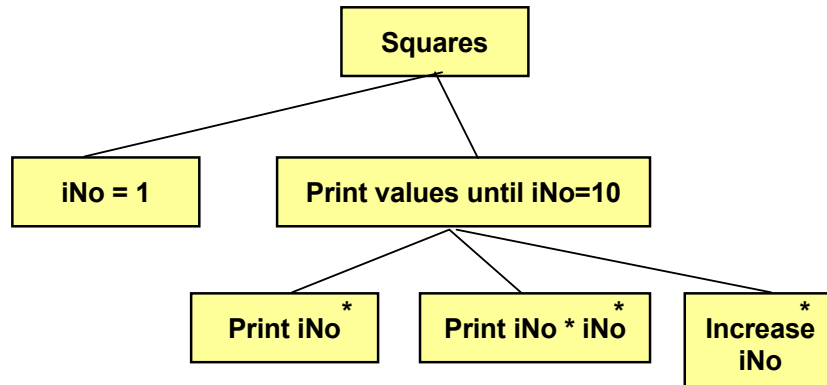 Squares
iNo = 1
Print values until iNo=10
Print iNo *
Print iNo * iNo *
*
Increase
iNo